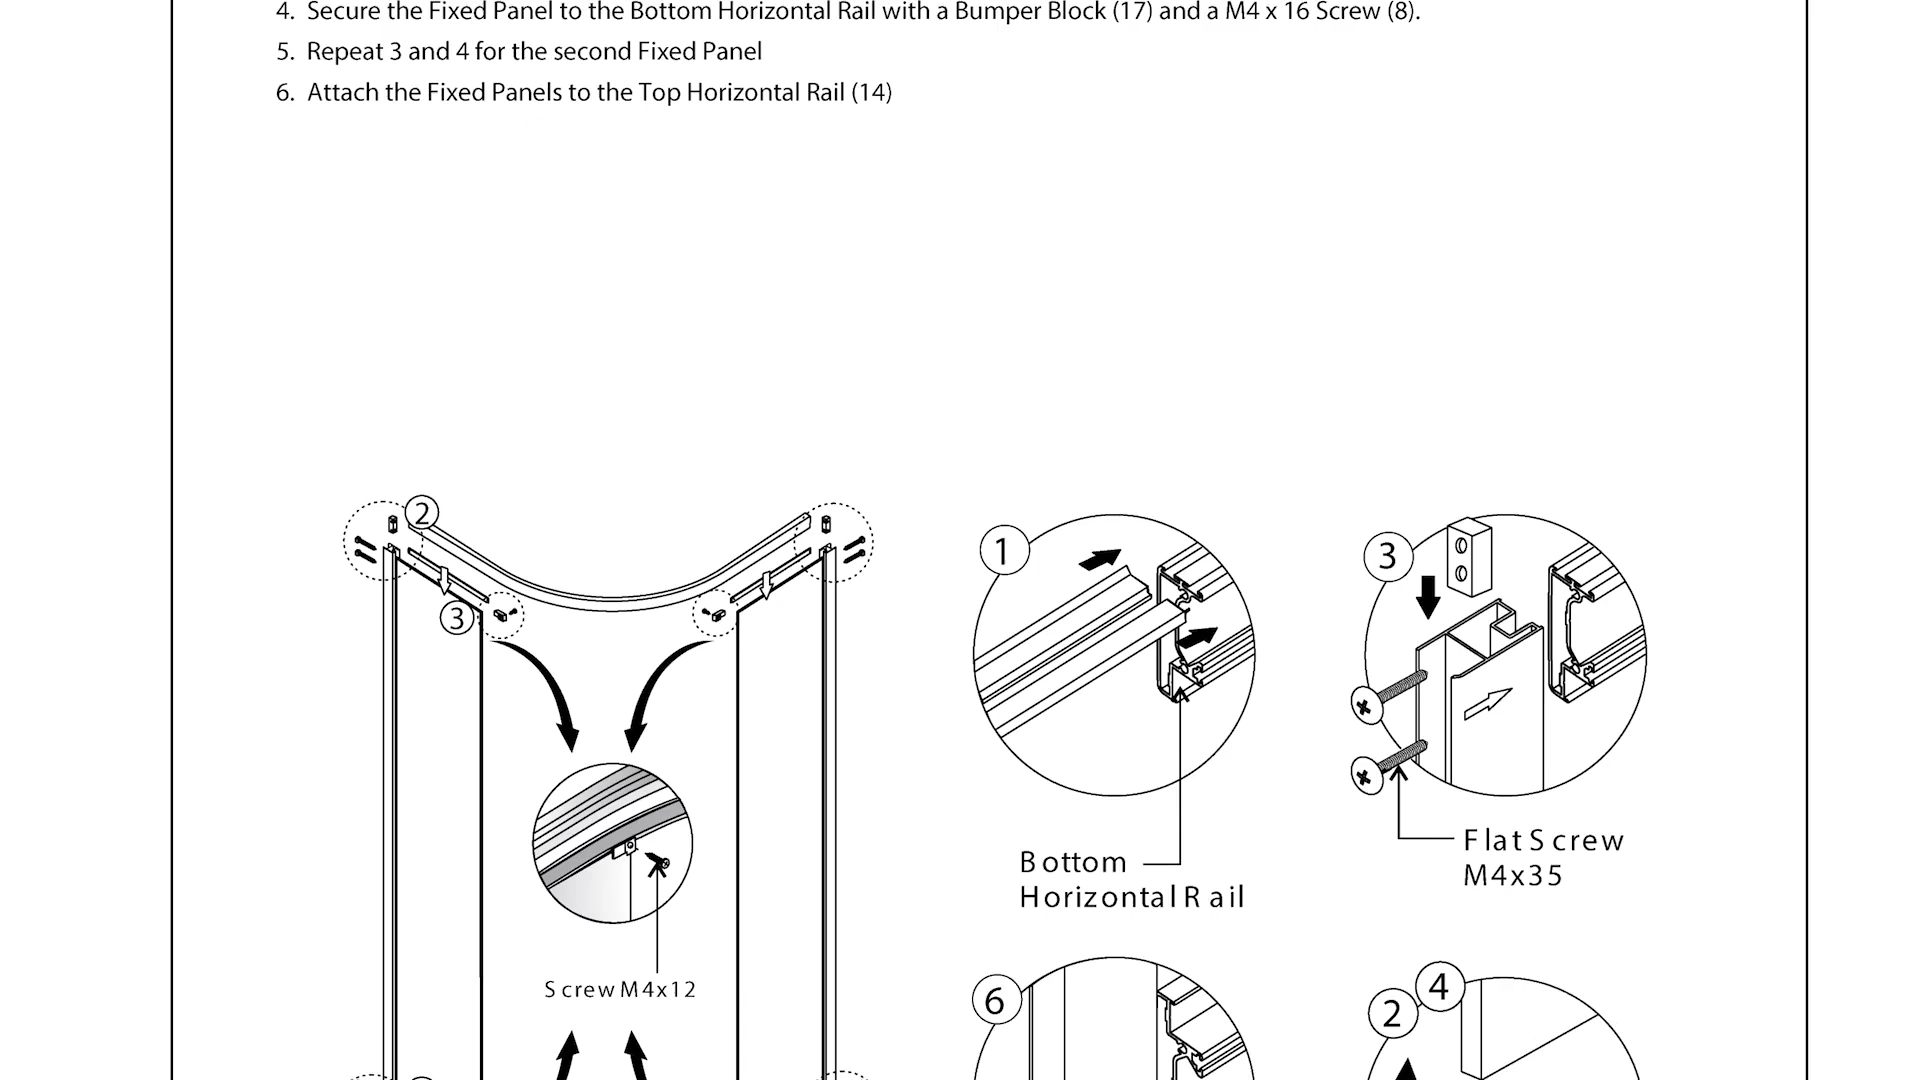 4. Secure the Fixed Panel to the Bottom Horizontal Rail with a Bumper Block (17) and a M4 x 16 Screw (8).
5. Repeat 3 and 4 for the second Fixed Panel
6. Attach the Fixed Panels to the Top Horizontal Rail (14)
2
3
Screw M4x12
1
Bottom
Horizontal Rail
3
Flat Screw
M4x35
6
2
4